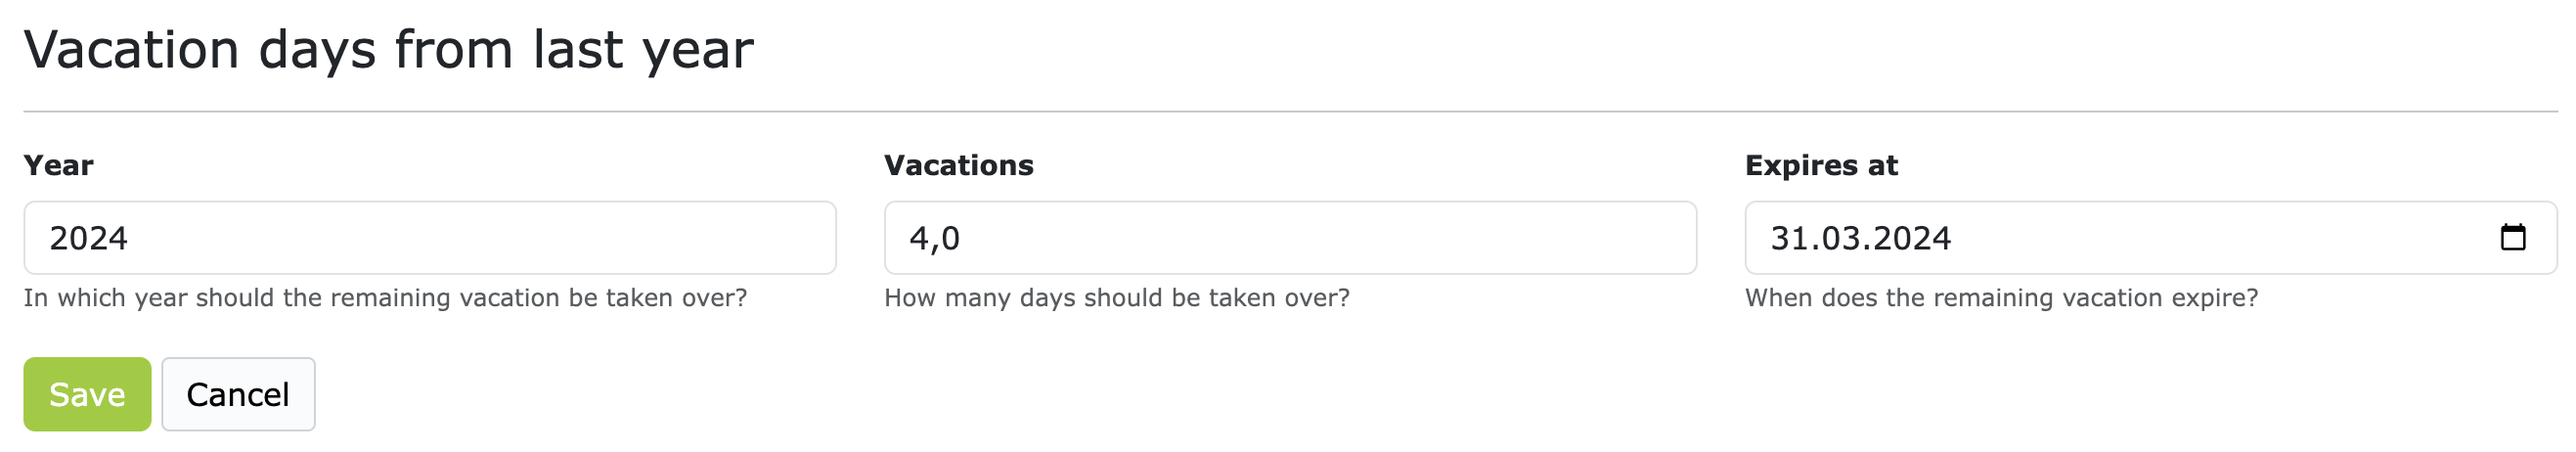 Vacation days from last year
Year
Vacations
Expires at
2024
4,0
31.03.2024
In which year should the remaining vacation be taken over?
How many days should be taken over?
When does the remaining vacation expire?
Save
Cancel